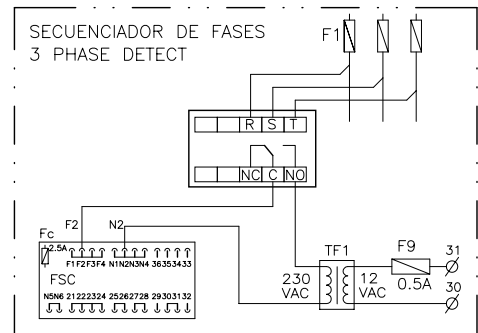 SECUENCIADOR DE FASES
3 PHASE DETECT
F1
R S T
NC C NO
Fc
2.5A
F2
N2
F1F2F3F4 N1N2N3N4 36353433
FSC
N5N6 21222324 25262728 29303132
TF1
230
VAC
12
VAC
F9
0.5A
31
30